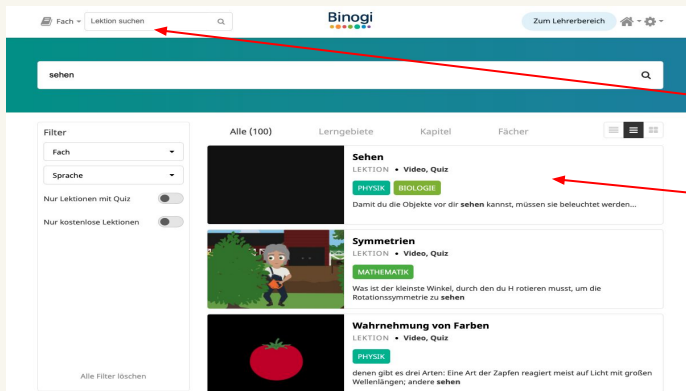 Fach
Lektion suchen
Binogi
Zum Lehrerbereich
sehen
Filter
Fach
Sprache
Nur Lektionen mit Quiz
Nur kostenlose Lektionen
Alle Filter löschen
Alle (100)
Lerngebiete
Kapitel
Fächer
Sehen
LEKTION • Video, Quiz
PHYSIK
BIOLOGIE
Damit du die Objekte vor dir sehen kannst, müssen sie beleuchtet werden...
Symmetrien
LEKTION • Video, Quiz
MATHEMATIK
Was ist der kleinste Winkel, durch den du H rotieren musst, um die
Rotationssymmetrie zu sehen
Wahrnehmung von Farben
LEKTION • Video, Quiz
PHYSIK
denen gibt es drei Arten: Eine Art der Zapfen reagiert meist auf Licht mit großen
Wellenlängen; andere sehen